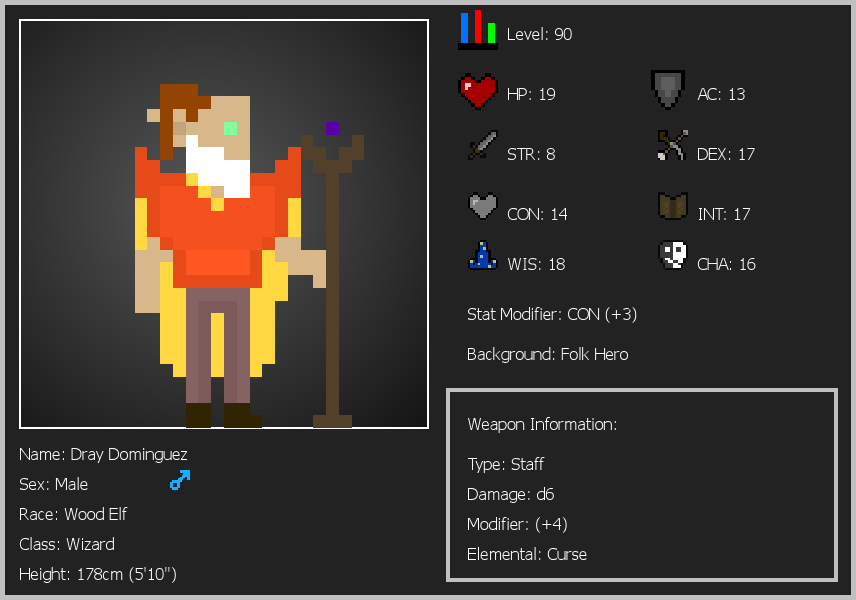 Level: 90
HP: 19
AC: 13
STR: 8
DEX: 17
CON: 14
INT: 17
WIS: 18
CHA: 16
Stat Modifier: CON (+3)
Background: Folk Hero
Weapon Information:
Type: Staff
Damage: d6
Modifier: (+4)
Elemental: Curse
Name: Dray Dominguez
Sex: Male
Race: Wood Elf
Class: Wizard
Height: 178cm (5'10")